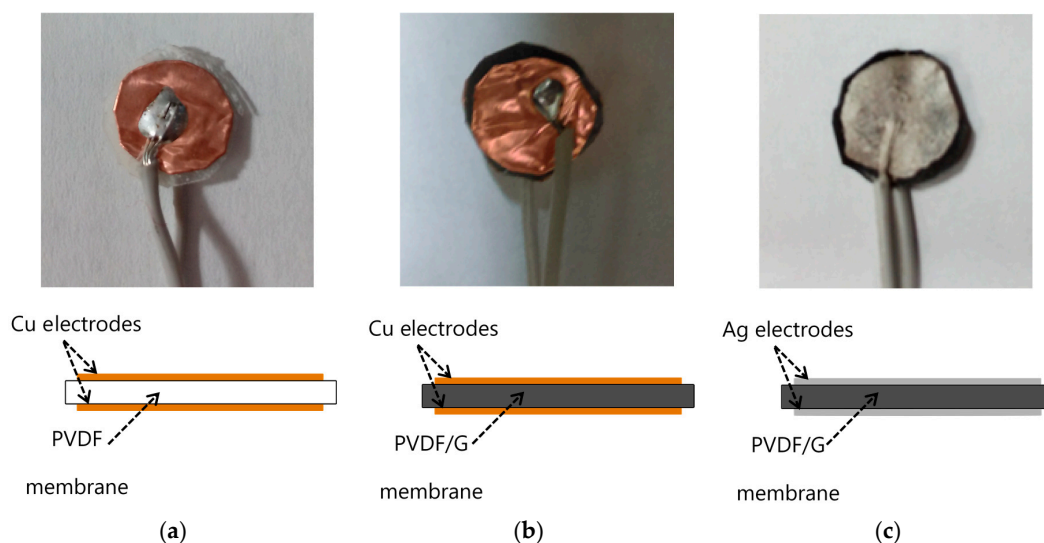 Cu electrodes
PVDF
membrane
(a)
Cu electrodes
PVDF/G
membrane
(b)
Ag electrodes
PVDF/G
membrane
(c)